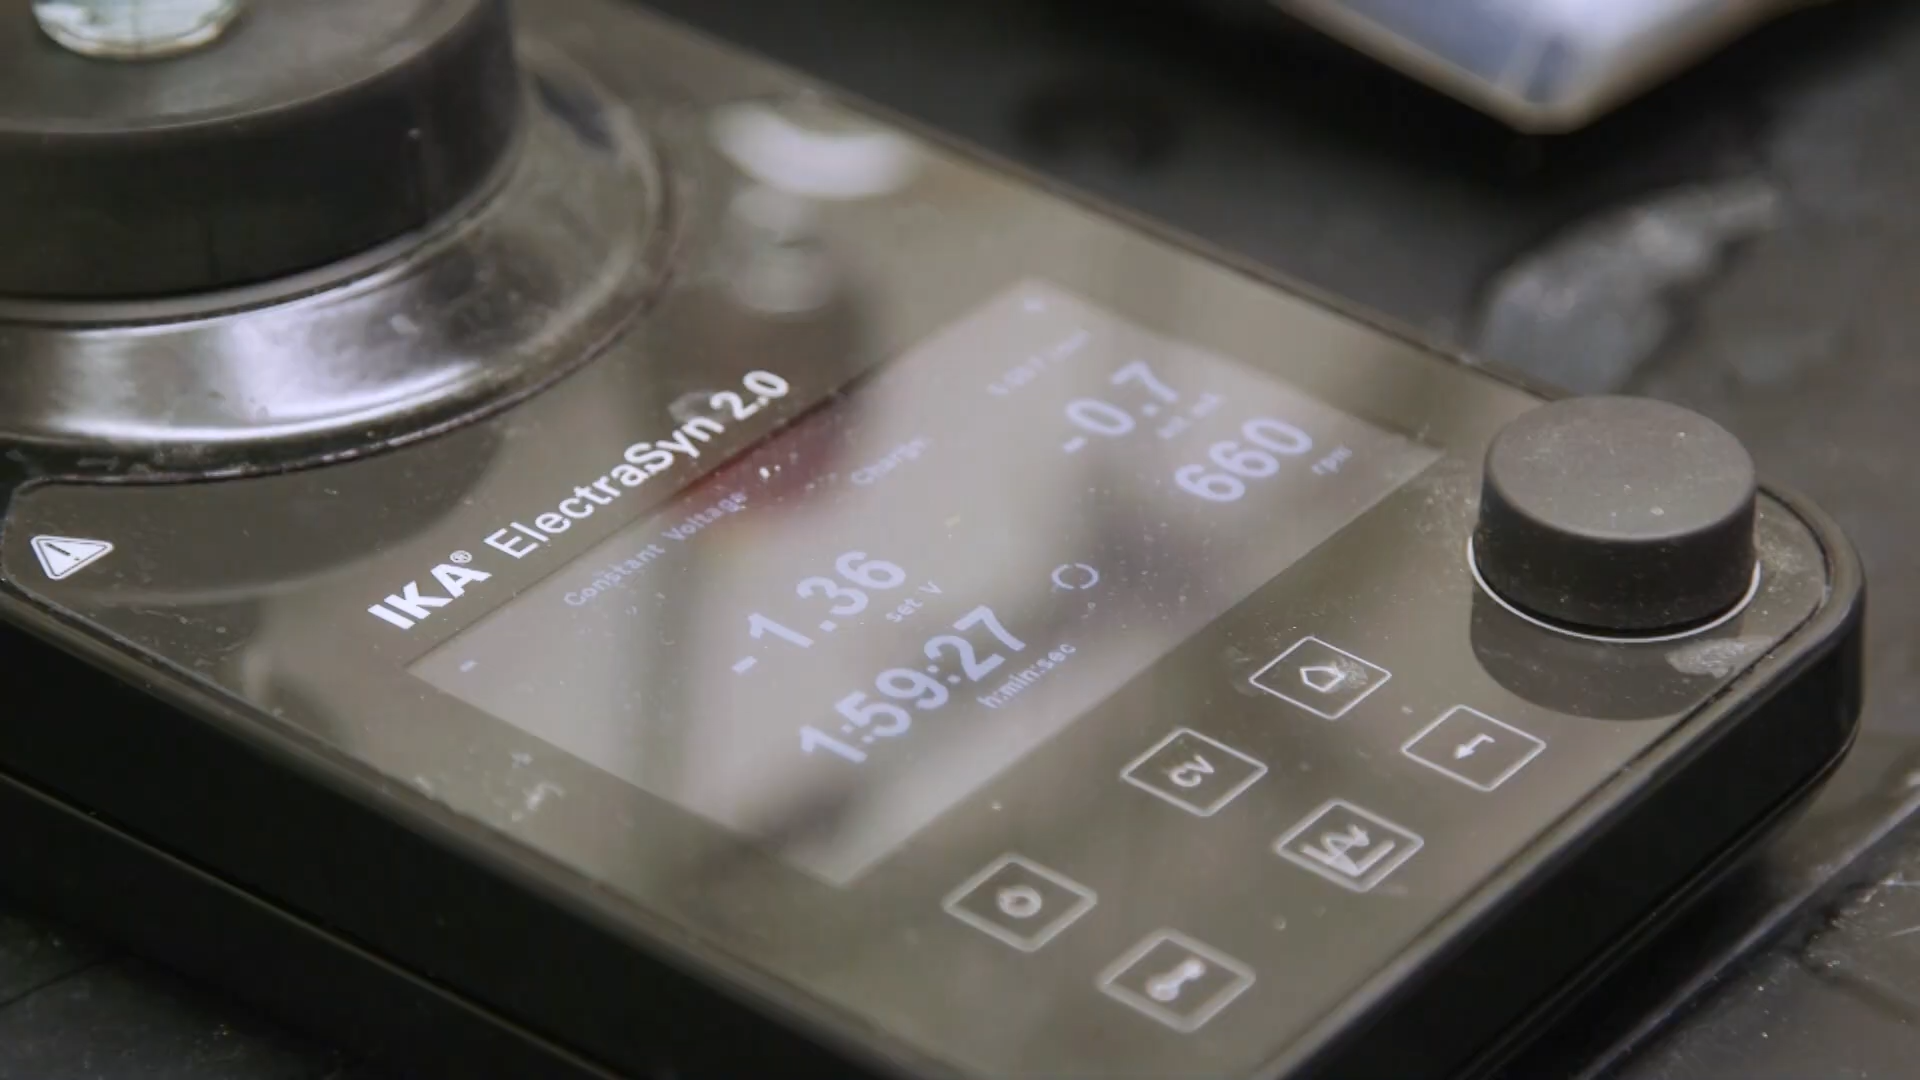 IKA® ElectraSyn 2.0
Constant Voltage
Charge
-1.36
set V
-0.7
660
rpm
1:59:27
h:min:sec
CV